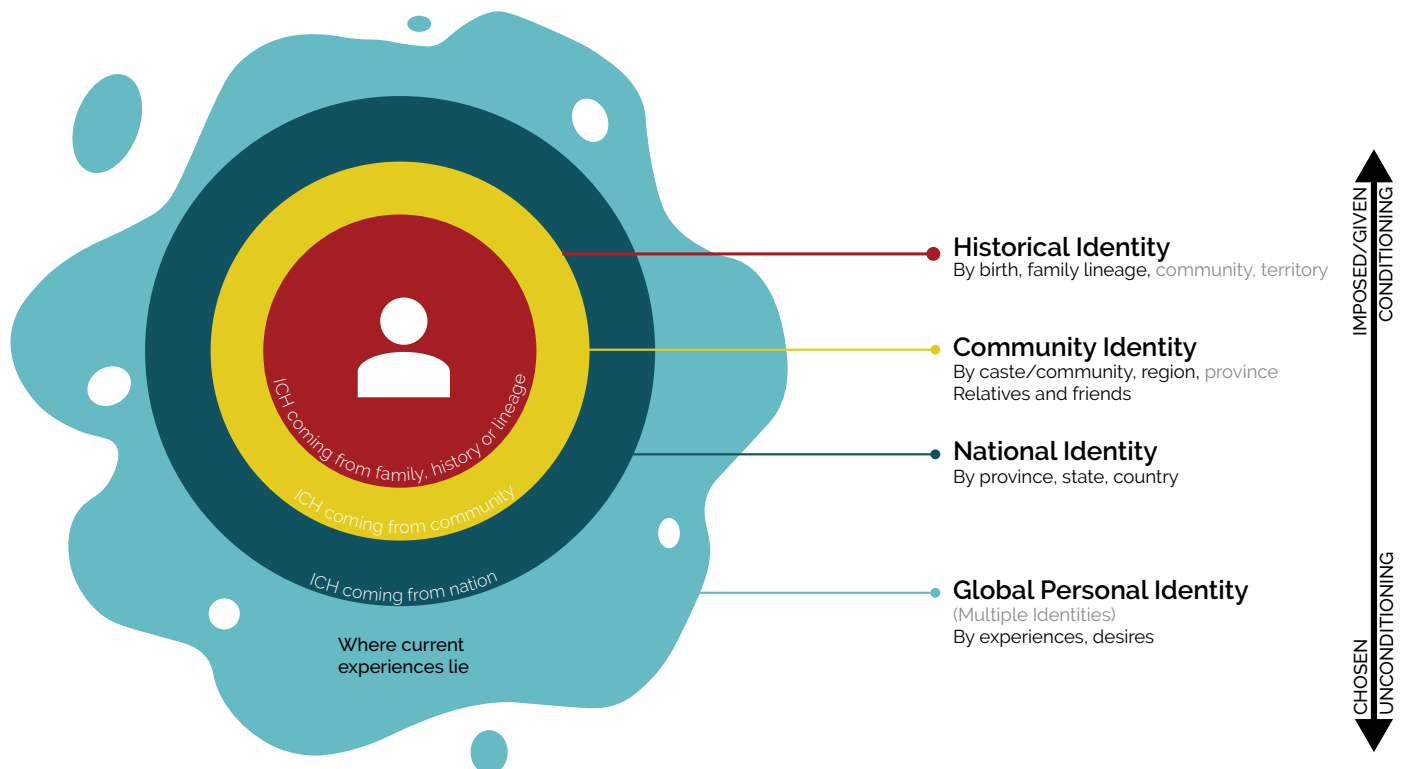 ICH coming from family, history or lineage
ICH coming from community
ICH coming from nation
Where current
experiences lie
Historical Identity
By birth, family lineage, community, territory
Community Identity
By caste/community, region, province
Relatives and friends
National Identity
By province, state, country
Global Personal Identity
(Multiple Identities)
By experiences, desires
IMPOSED/GIVEN
CONDITIONING
CHOSEN
UNCONDITIONING